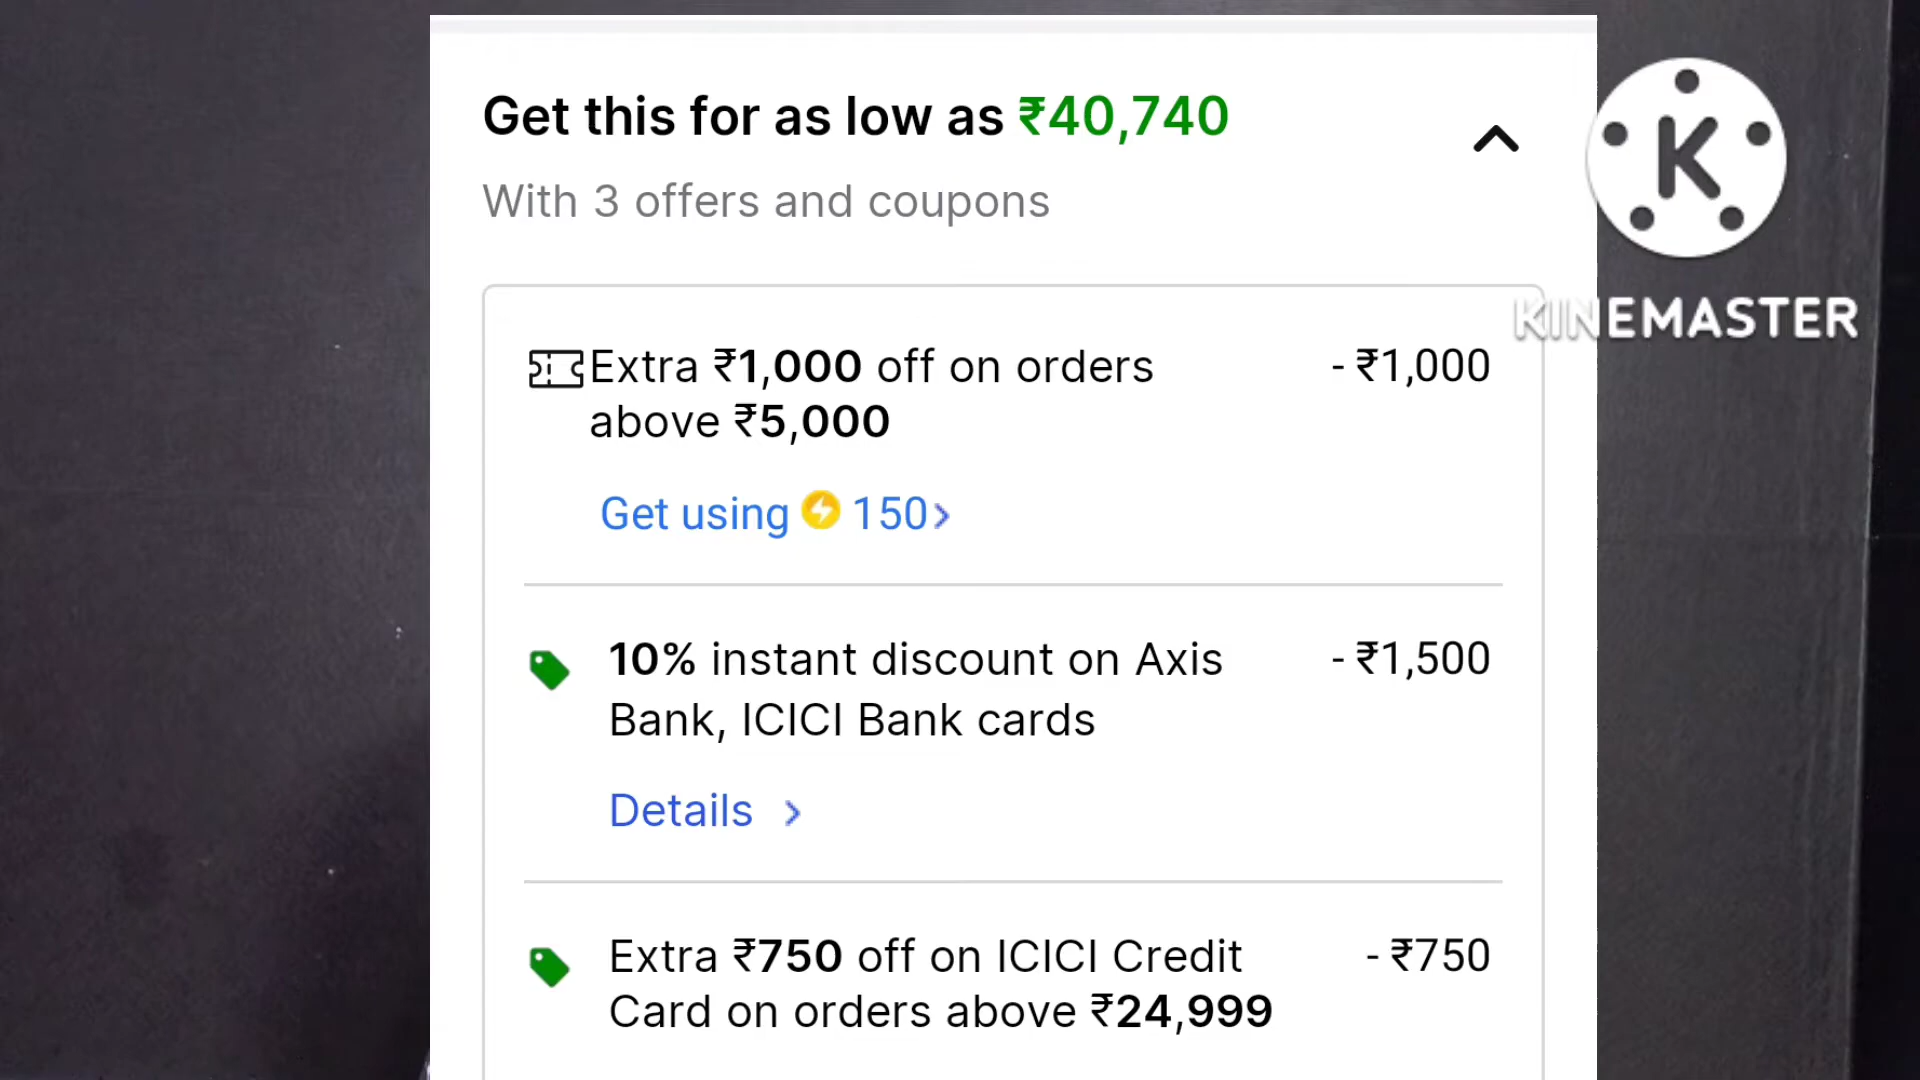 Get this for as low as ₹40,740
With 3 offers and coupons
K
KINEMASTER
Extra ₹1,000 off on orders - ₹1,000
above ₹5,000
Get using 150 >
10% instant discount on Axis - ₹1,500
Bank, ICICI Bank cards
Details >
Extra ₹750 off on ICICI Credit - ₹750
Card on orders above ₹24,999